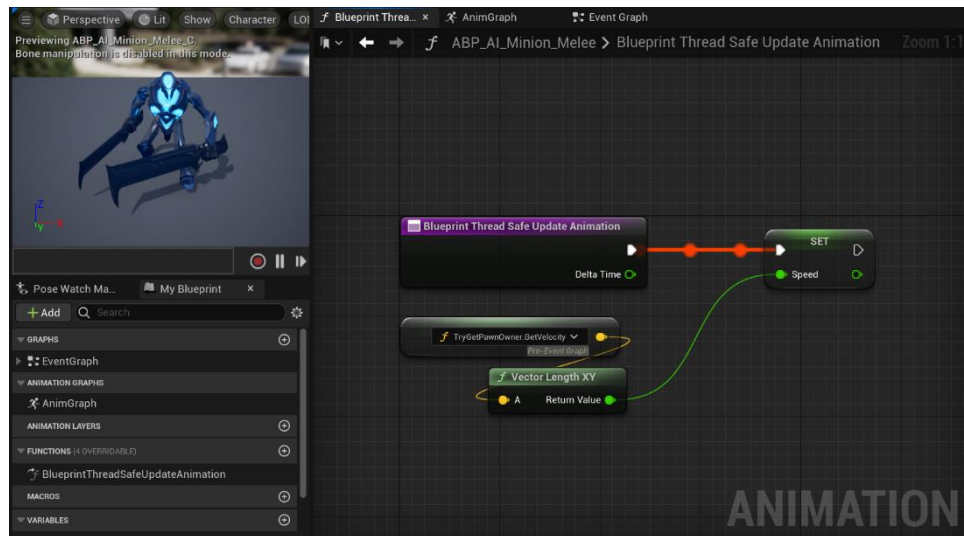 Perspective
Lit
Show
Character
LOI
Previewing ABP_AI_Minion_Melee_C.
Bone manipulation is disabled in this mode.
Z
Y
Pose Watch Ma...
My Blueprint
+ Add
Search
GRAPHS
EventGraph
ANIMATION GRAPHS
AnimGraph
ANIMATION LAYERS
FUNCTIONS (4 OVERRIDABLE)
BlueprintThreadSafeUpdateAnimation
MACROS
VARIABLES
f Blueprint Threa...
AnimGraph
Event Graph
f ABP_AI_Minion_Melee > Blueprint Thread Safe Update Animation
Zoom 1:1
Blueprint Thread Safe Update Animation
Delta Time
SET
Speed
f TryGetPawnOwner.GetVelocity
Pre-Event Graph
f Vector Length XY
A Return Value
ANIMATION